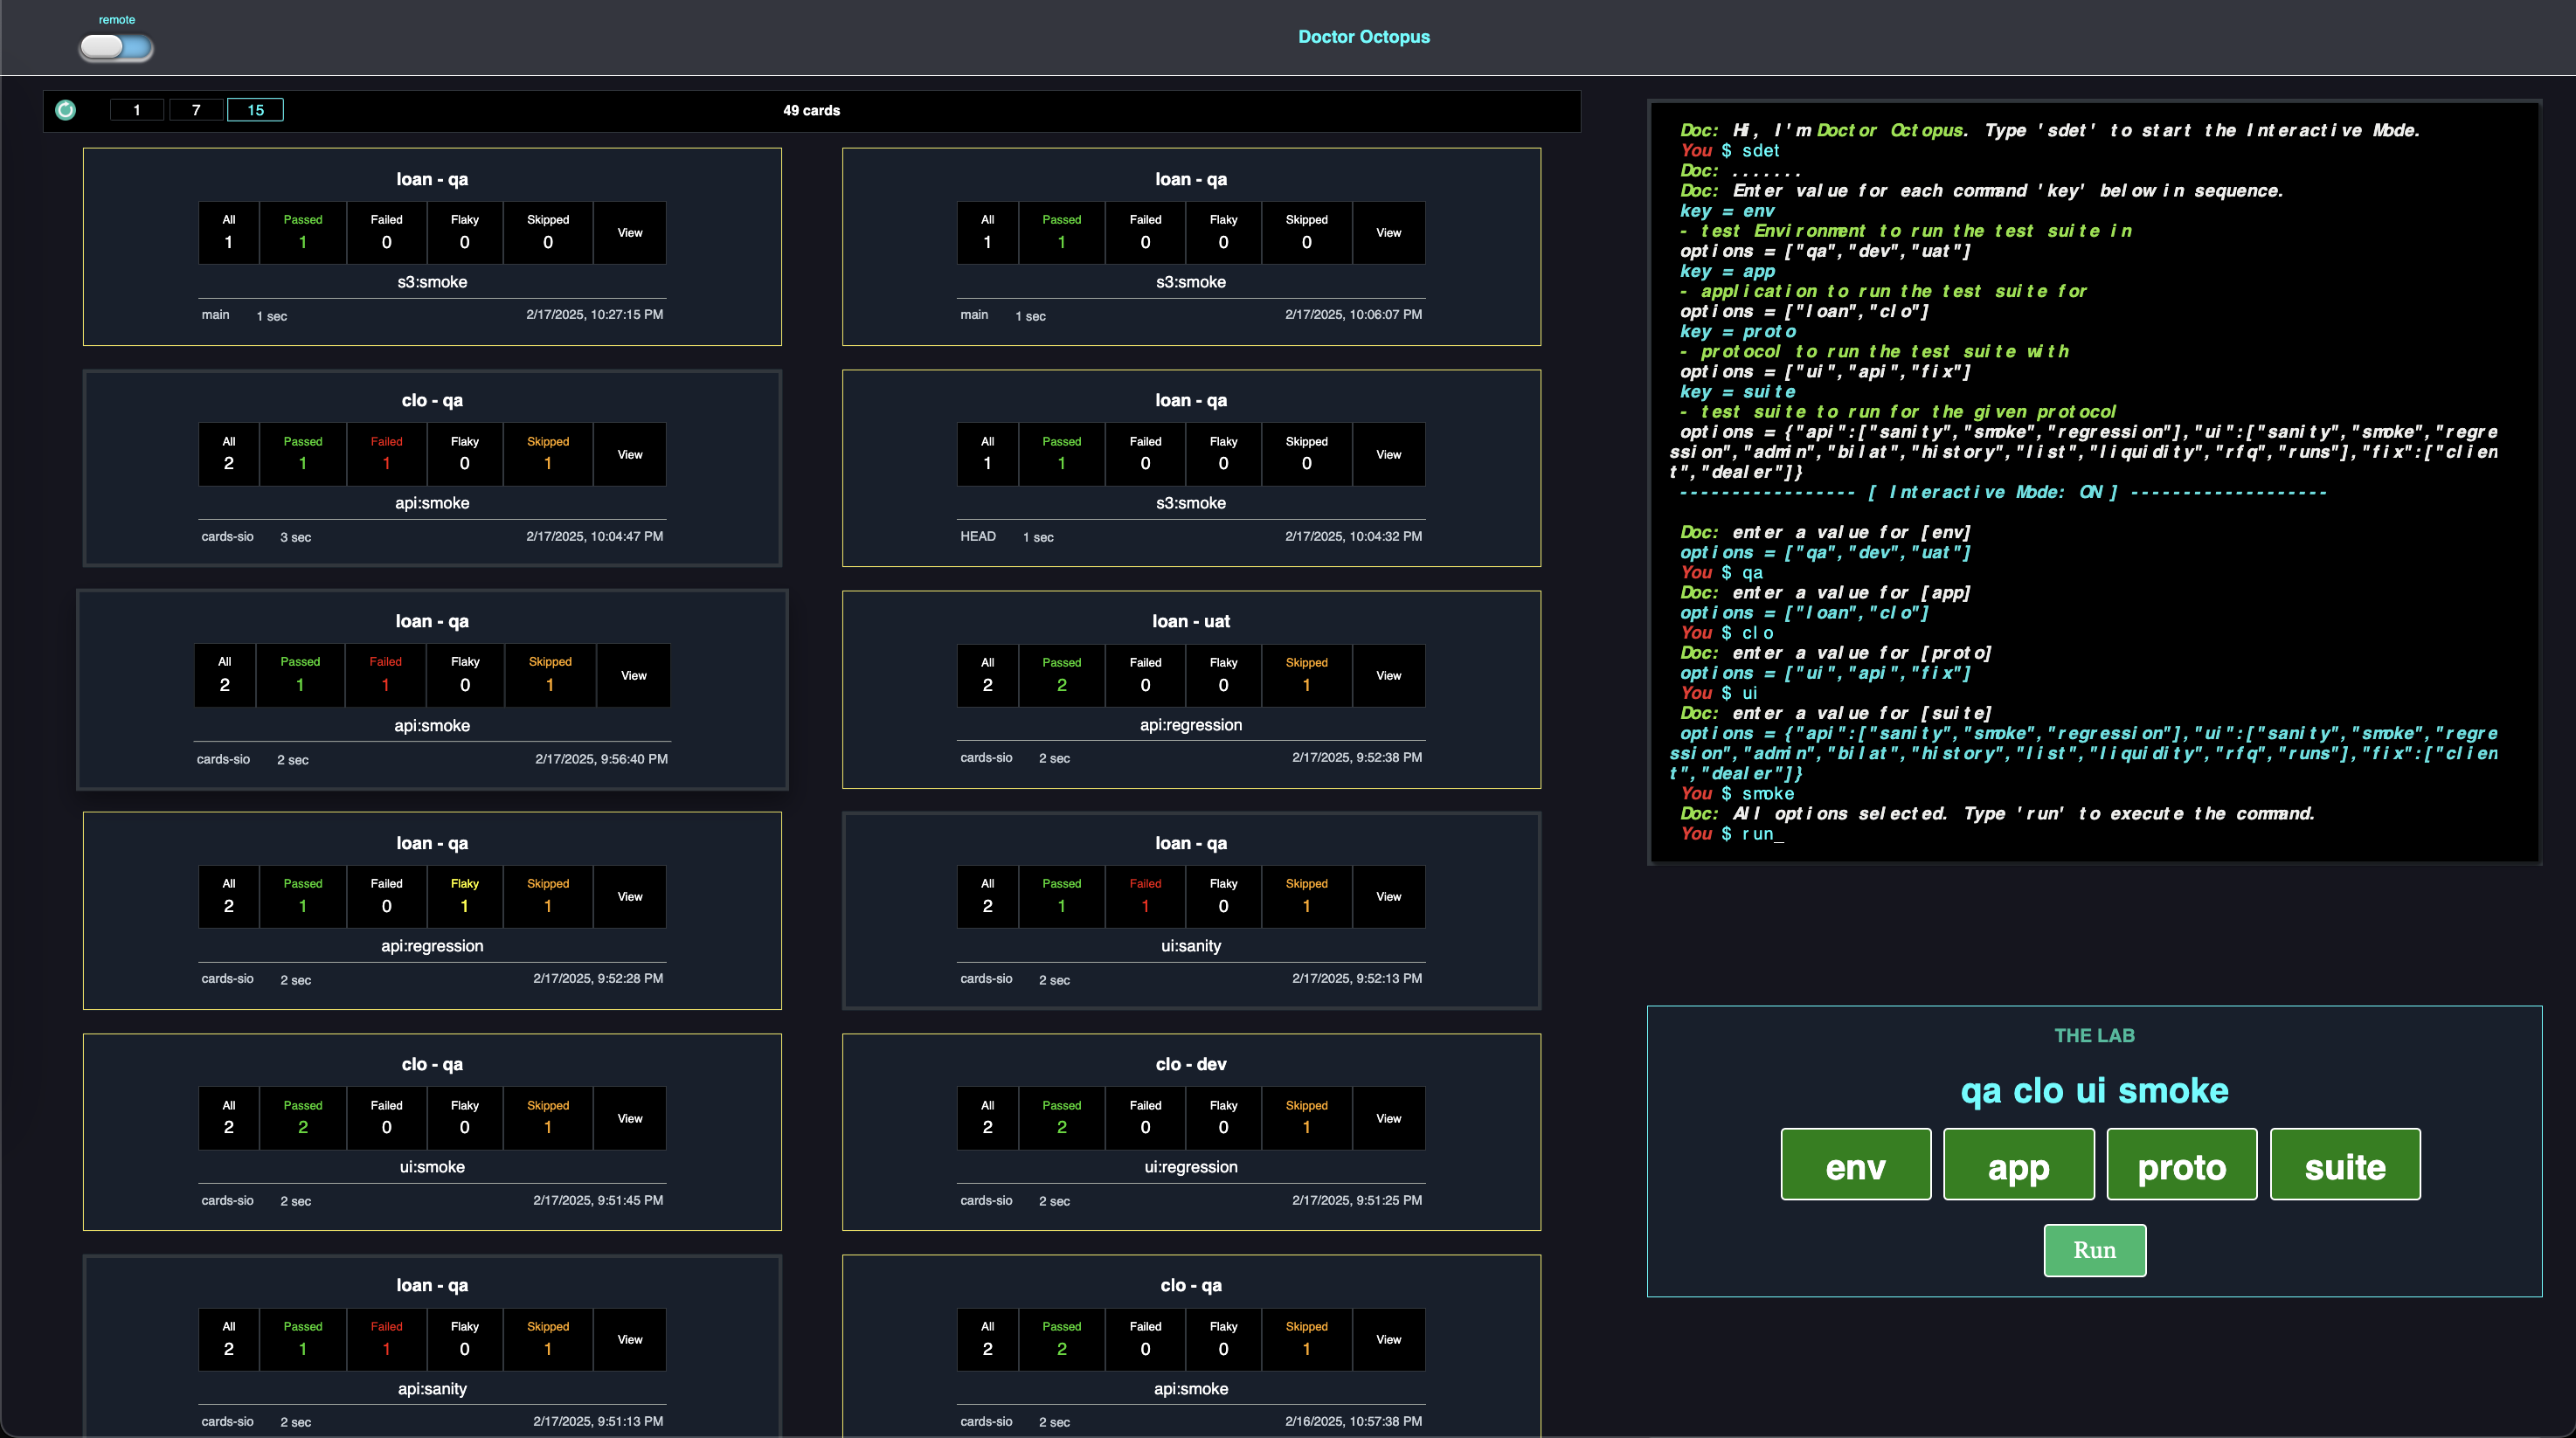 remote
Doctor Octopus
1 7 15 49 cards
loan - qa
All Passed Failed Flaky Skipped View
1 1 0 0 0
s3:smoke
main 1 sec 2/17/2025, 10:27:15 PM
loan - qa
All Passed Failed Flaky Skipped View
1 1 0 0 0
s3:smoke
main 1 sec 2/17/2025, 10:06:07 PM
clo - qa
All Passed Failed Flaky Skipped View
2 1 1 0 1
api:smoke
cards-sio 3 sec 2/17/2025, 10:04:47 PM
loan - qa
All Passed Failed Flaky Skipped View
1 1 0 0 0
s3:smoke
HEAD 1 sec 2/17/2025, 10:04:32 PM
loan - qa
All Passed Failed Flaky Skipped View
2 1 1 0 1
api:smoke
cards-sio 2 sec 2/17/2025, 9:56:40 PM
loan - uat
All Passed Failed Flaky Skipped View
2 2 0 0 1
api:regression
cards-sio 2 sec 2/17/2025, 9:52:38 PM
loan - qa
All Passed Failed Flaky Skipped View
2 1 0 1 1
api:regression
cards-sio 2 sec 2/17/2025, 9:52:28 PM
loan - qa
All Passed Failed Flaky Skipped View
2 1 1 0 1
ui:sanity
cards-sio 2 sec 2/17/2025, 9:52:13 PM
clo - qa
All Passed Failed Flaky Skipped View
2 2 0 0 1
ui:smoke
cards-sio 2 sec 2/17/2025, 9:51:45 PM
clo - dev
All Passed Failed Flaky Skipped View
2 2 0 0 1
ui:regression
cards-sio 2 sec 2/17/2025, 9:51:25 PM
loan - qa
All Passed Failed Flaky Skipped View
2 1 1 0 1
api:sanity
cards-sio 2 sec 2/17/2025, 9:51:13 PM
clo - qa
All Passed Failed Flaky Skipped View
2 2 0 0 1
api:smoke
cards-sio 2 sec 2/16/2025, 10:57:38 PM
Doc: Hi, I'm Doctor Octopus. Type 'sdet' to start the Interactive Mode.
You $ sdet
Doc: .......
Doc: Enter value for each command 'key' below in sequence.
key = env
- test Environment to run the test suite in
options = ["qa","dev","uat"]
key = app
- application to run the test suite for
options = ["loan","clo"]
key = proto
- protocol to run the test suite with
options = ["ui","api","fix"]
key = suite
- test suite to run for the given protocol
options = {"api":["sanity","smoke","regression"],"ui":["sanity","smoke","regre
ssion","admin","bilat","history","list","liquidity","rfq","runs"],"fix":["clien
t","dealer"]}
----------------- [ Interactive Mode: ON ] -------------------
Doc: enter a value for [env]
options = ["qa","dev","uat"]
You $ qa
Doc: enter a value for [app]
options = ["loan","clo"]
You $ clo
Doc: enter a value for [proto]
options = ["ui","api","fix"]
You $ ui
Doc: enter a value for [suite]
options = {"api":["sanity","smoke","regression"],"ui":["sanity","smoke","regre
ssion","admin","bilat","history","list","liquidity","rfq","runs"],"fix":["clien
t","dealer"]}
You $ smoke
Doc: All options selected. Type 'run' to execute the command.
You $ run_
THE LAB
qa clo ui smoke
env app proto suite
Run